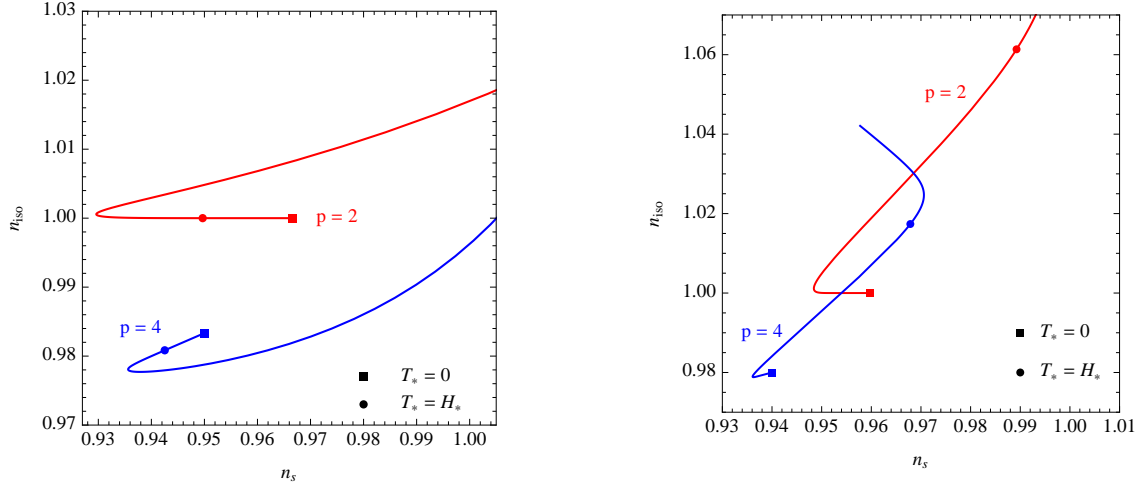 1.03
1.02
1.01
1.00
0.99
0.98
0.97
n_iso
p = 2
p = 4
T_* = 0
T_* = H_*
0.93 0.94 0.95 0.96 0.97 0.98 0.99 1.00
n_s
1.06
1.04
1.02
1.00
0.98
n_iso
p = 2
p = 4
T_* = 0
T_* = H_*
0.93 0.94 0.95 0.96 0.97 0.98 0.99 1.00 1.01
n_s